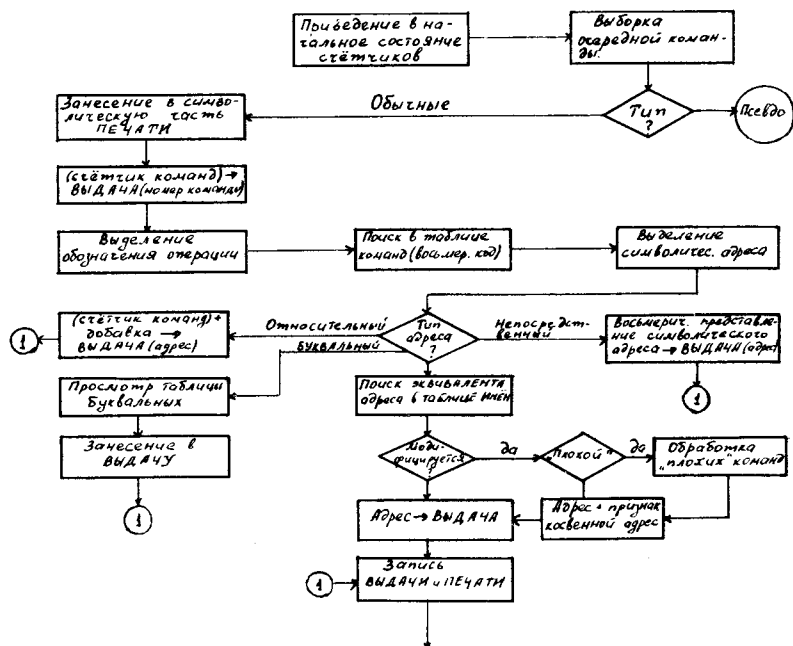 Приведение в на-
чальное состояние
счётчиков
Выборка
очередной коман-
ды.
Тип
?
Псевдо
Обычные
Занесение в симво-
лическую часть
ПЕЧАТИ
(счётчик команд)→
ВЫДАЧА (номер команды)
Выделение
обозначения операции
Поиск в таблице
команд (восьмер. код)
Выделение
символичес. адреса
Тип
адреса
?
Относительный
(счётчик команд)+
добавка →
ВЫДАЧА (адрес)
1
Непосредст-
венный
Восьмерич. представле-
ние символического
адреса → ВЫДАЧА (адрес)
1
Буквальный
Просмотр таблицы
Буквальных
Занесение в
ВЫДАЧУ
1
Поиск эквивалента
адреса в таблице ИМЁН
Моди-
фицируется
?
да
"Плохой"
да
Обработка
"плохих" команд
Адрес + признак
косвенной адрес
Адрес → ВЫДАЧА
1
Запись
ВЫДАЧИ и ПЕЧАТИ